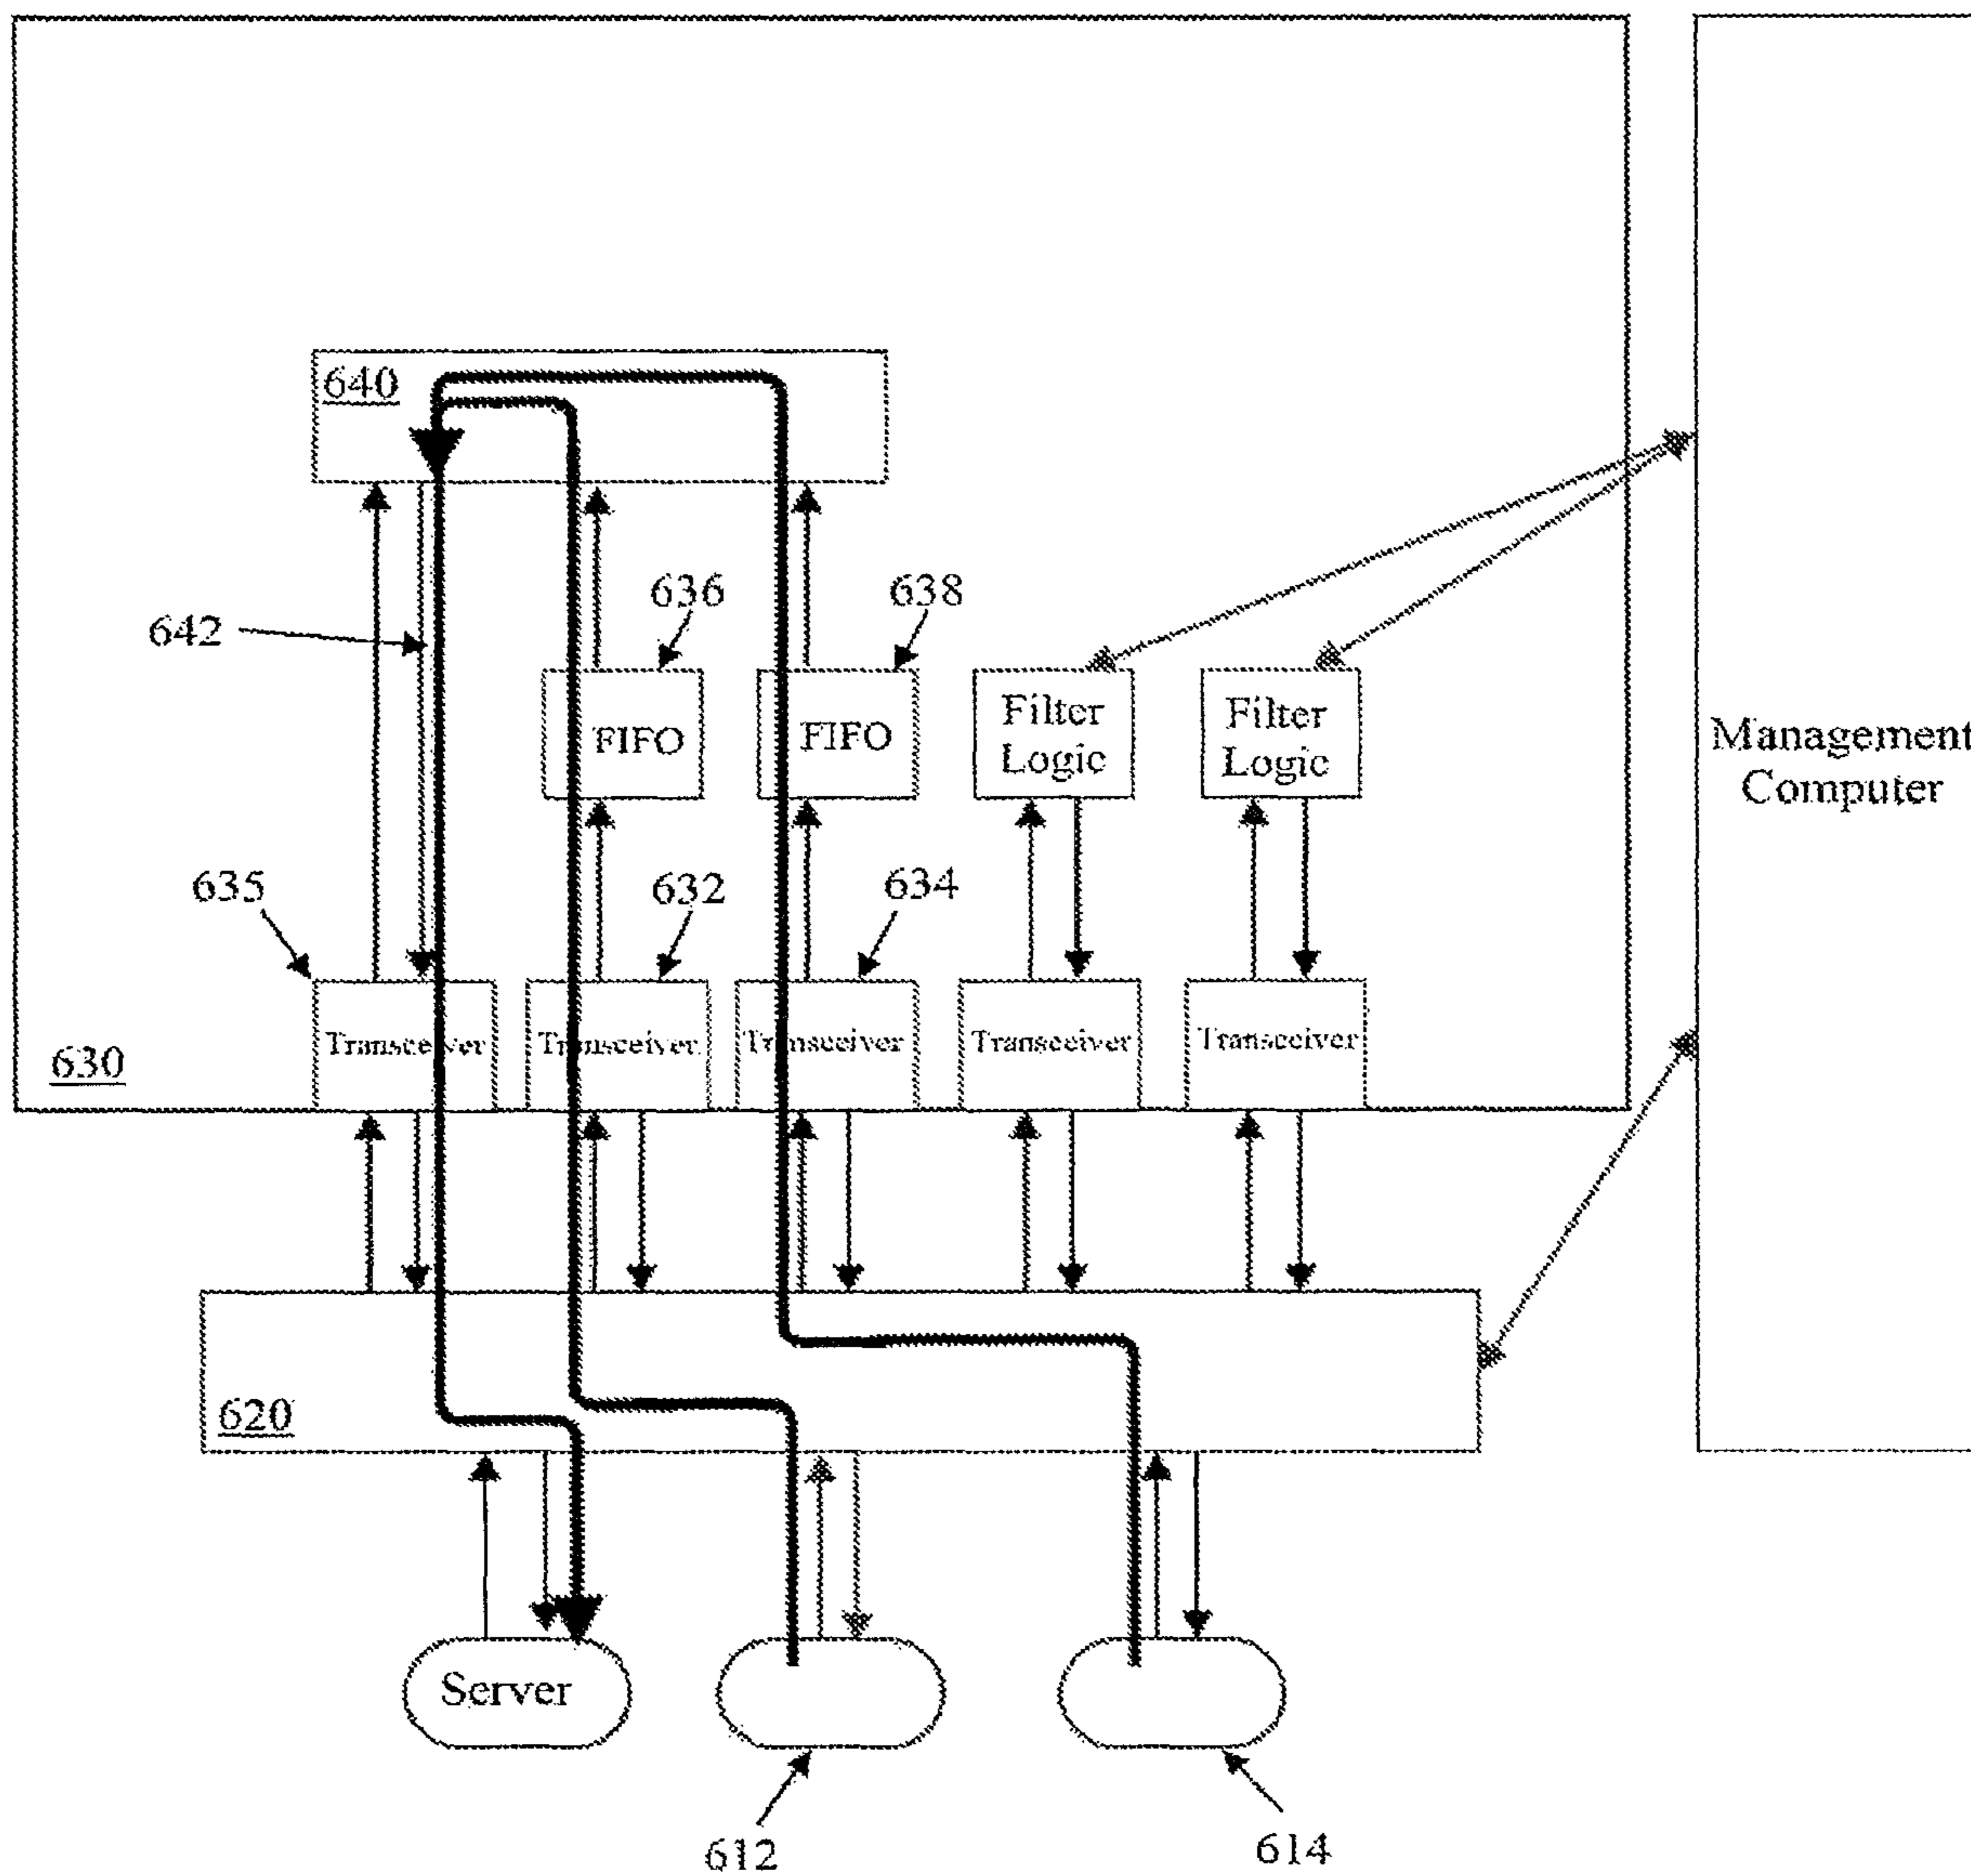 640
636
638
642
FIFO
FIFO
Filter
Logic
Filter
Logic
Management
Computer
635
632
634
Transceiver
Transceiver
Transceiver
Transceiver
Transceiver
630
620
Server
612
614